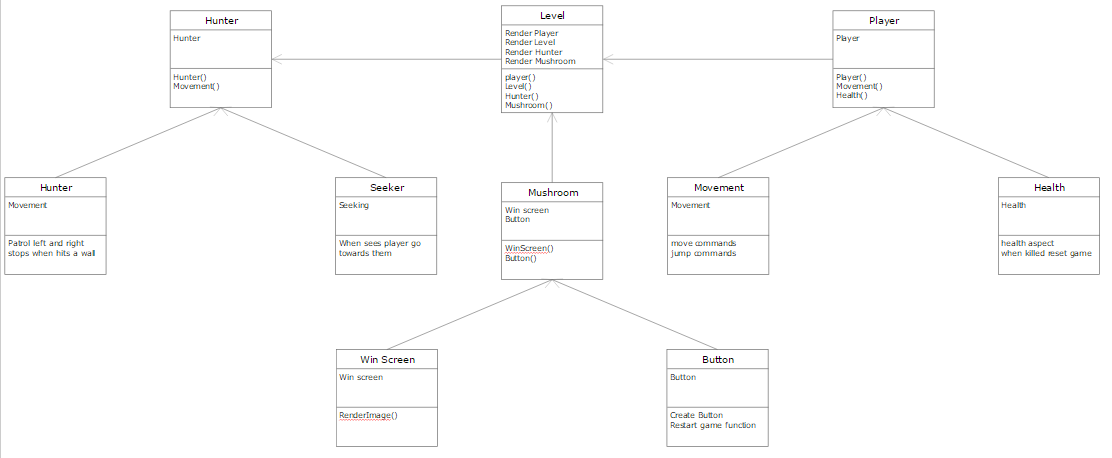 Hunter
Hunter
Hunter()
Movement()
Level
Render Player
Render Level
Render Hunter
Render Mushroom
player()
Level()
Hunter()
Mushroom()
Player
Player
Player()
Movement()
Health()
Hunter
Movement
Patrol left and right
stops when hits a wall
Seeker
Seeking
When sees player go
towards them
Mushroom
Win screen
Button
WinScreen()
Button()
Movement
Movement
move commands
jump commands
Health
Health
health aspect
when killed reset game
Win Screen
Win screen
RenderImage()
Button
Button
Create Button
Restart game function